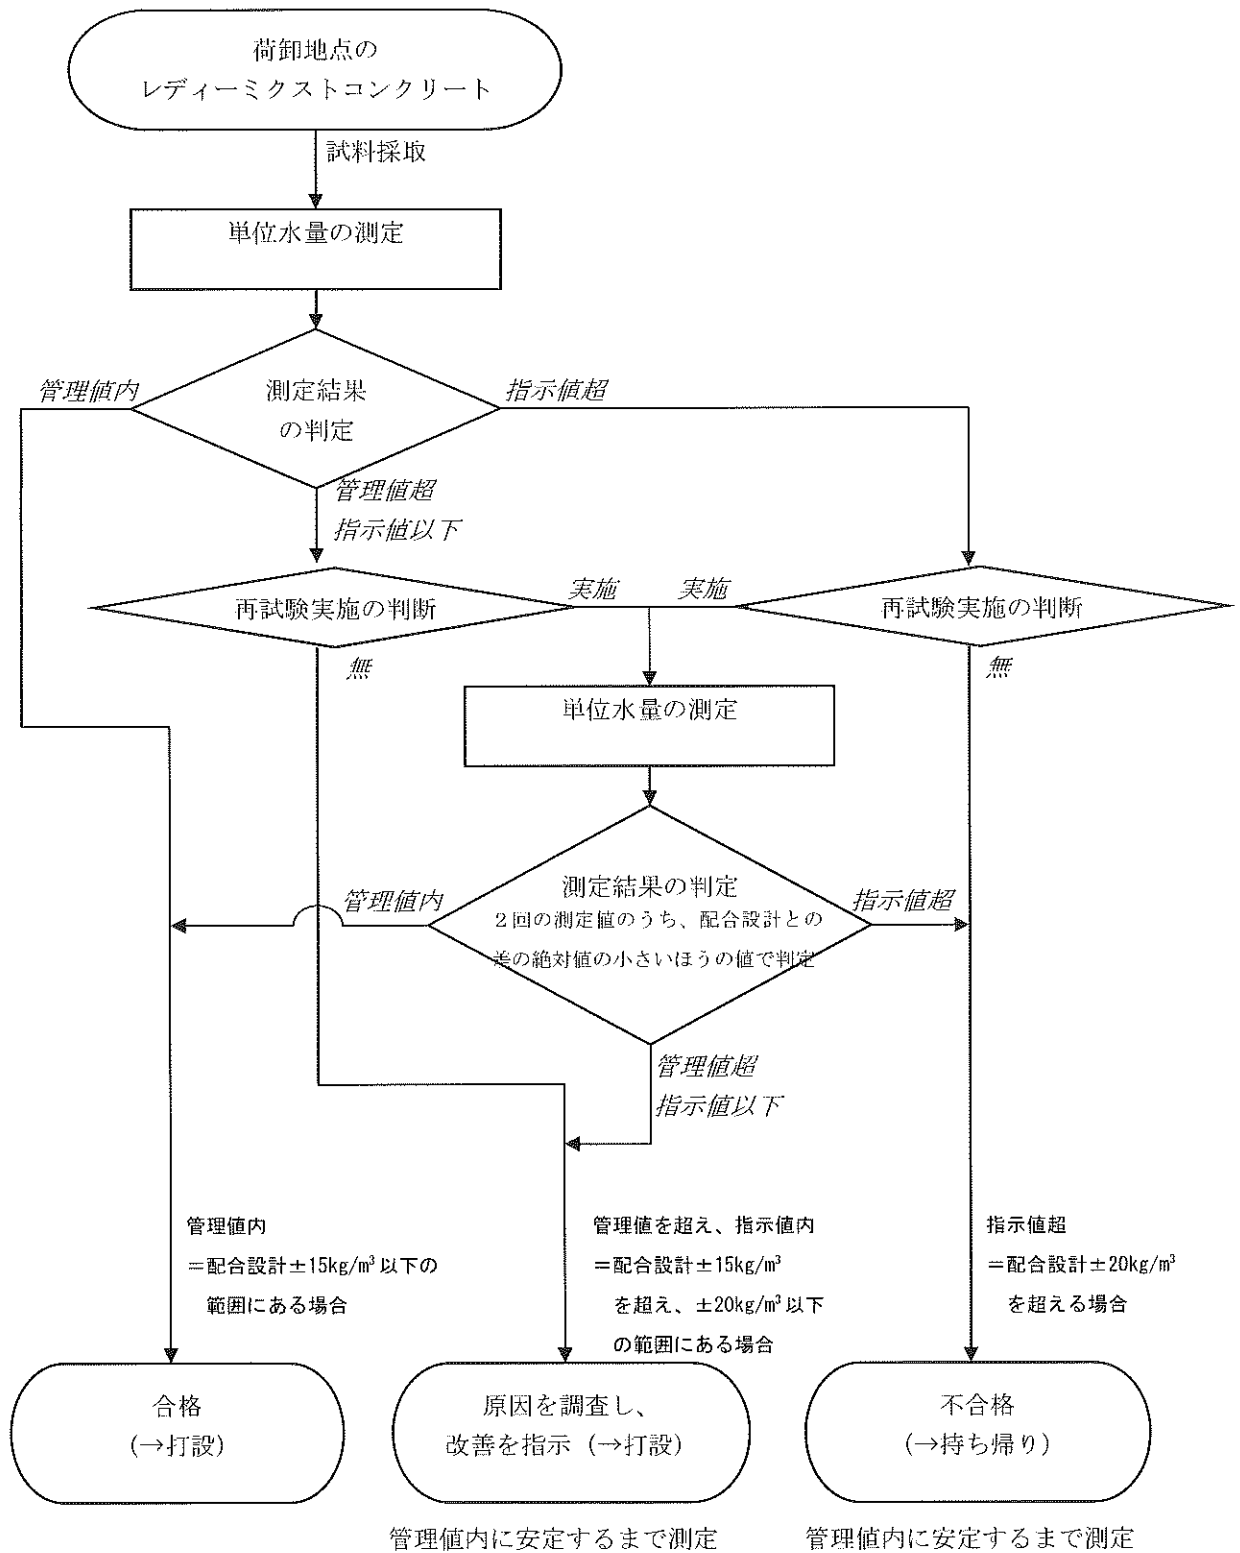 荷卸地点の
レディーミクストコンクリート
試料採取
単位水量の測定
管理値内
測定結果
の判定
指示値超
管理値超
指示値以下
再試験実施の判断
実施
実施
再試験実施の判断
無
無
単位水量の測定
管理値内
測定結果の判定
2回の測定値のうち、配合設計との
差の絶対値の小さいほうの値で判定
指示値超
管理値超
指示値以下
管理値内
=配合設計±15kg/m³以下の
範囲にある場合
管理値を超え、指示値内
=配合設計±15kg/m³
を超え、±20kg/m³以下
の範囲にある場合
指示値超
=配合設計±20kg/m³
を超える場合
合格
(→打設)
原因を調査し、
改善を指示(→打設)
不合格
(→持ち帰り)
管理値内に安定するまで測定
管理値内に安定するまで測定